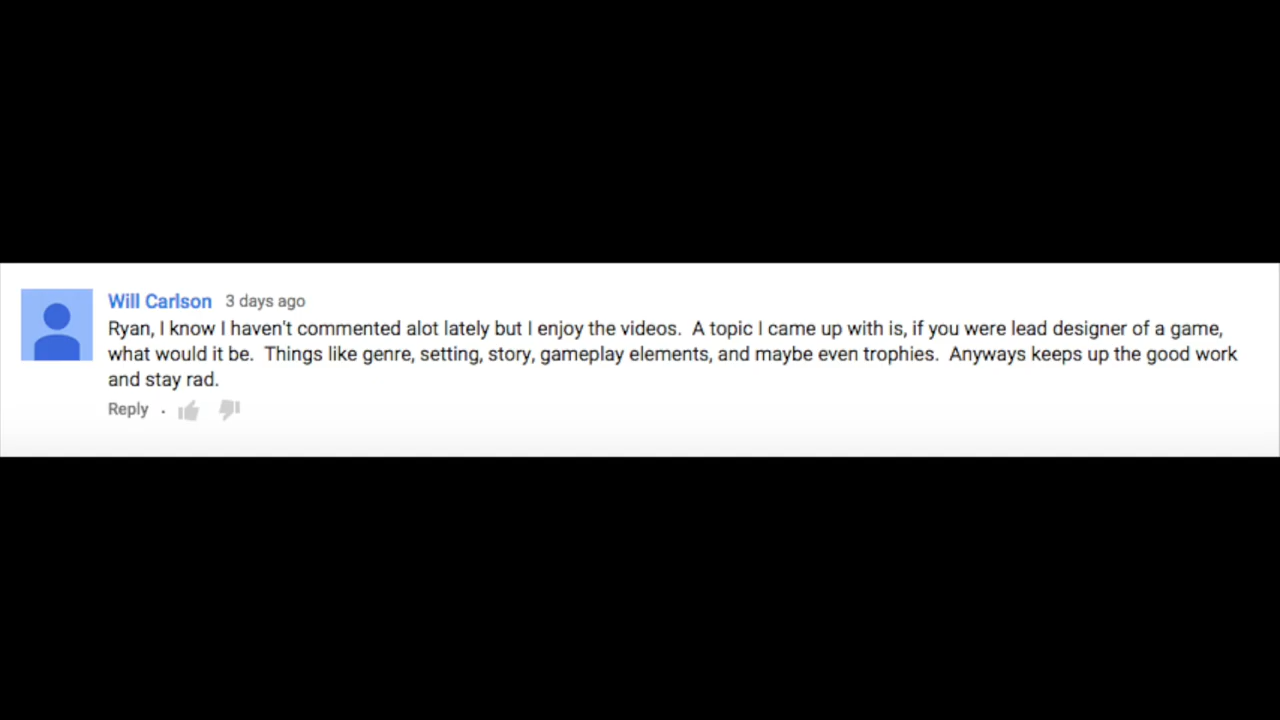 Will Carlson 3 days ago
Ryan, I know I haven't commented alot lately but I enjoy the videos.  A topic I came up with is, if you were lead designer of a game,
what would it be.  Things like genre, setting, story, gameplay elements, and maybe even trophies.  Anyways keeps up the good work
and stay rad.
Reply ·